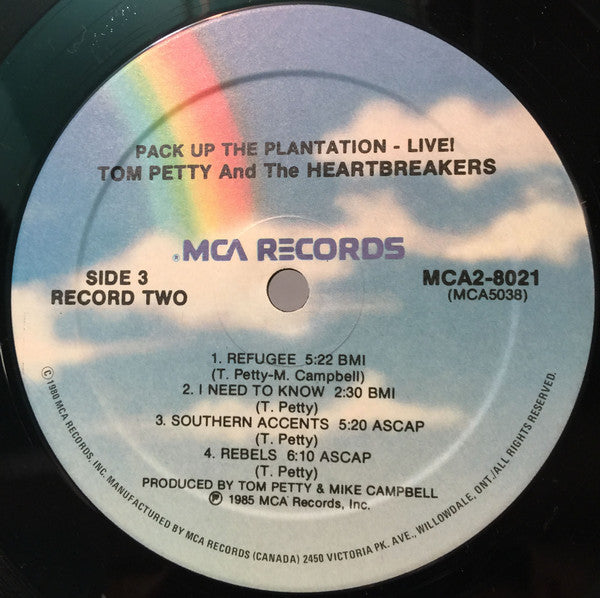 PACK UP THE PLANTATION - LIVE!
TOM PETTY And The HEARTBREAKERS
®MCA RECORDS
SIDE 3
RECORD TWO
MCA2-8021
(MCA5038)
1. REFUGEE 5:22 BMI
(T. Petty-M. Campbell)
2. I NEED TO KNOW 2:30 BMI
(T. Petty)
3. SOUTHERN ACCENTS 5:20 ASCAP
(T. Petty)
4. REBELS 6:10 ASCAP
(T. Petty)
PRODUCED BY TOM PETTY & MIKE CAMPBELL
℗ 1985 MCA Records, Inc.
©1980 MCA RECORDS, INC. MANUFACTURED BY MCA RECORDS (CANADA) 2450 VICTORIA PK. AVE., WILLOWDALE, ONT./ALL RIGHTS RESERVED.